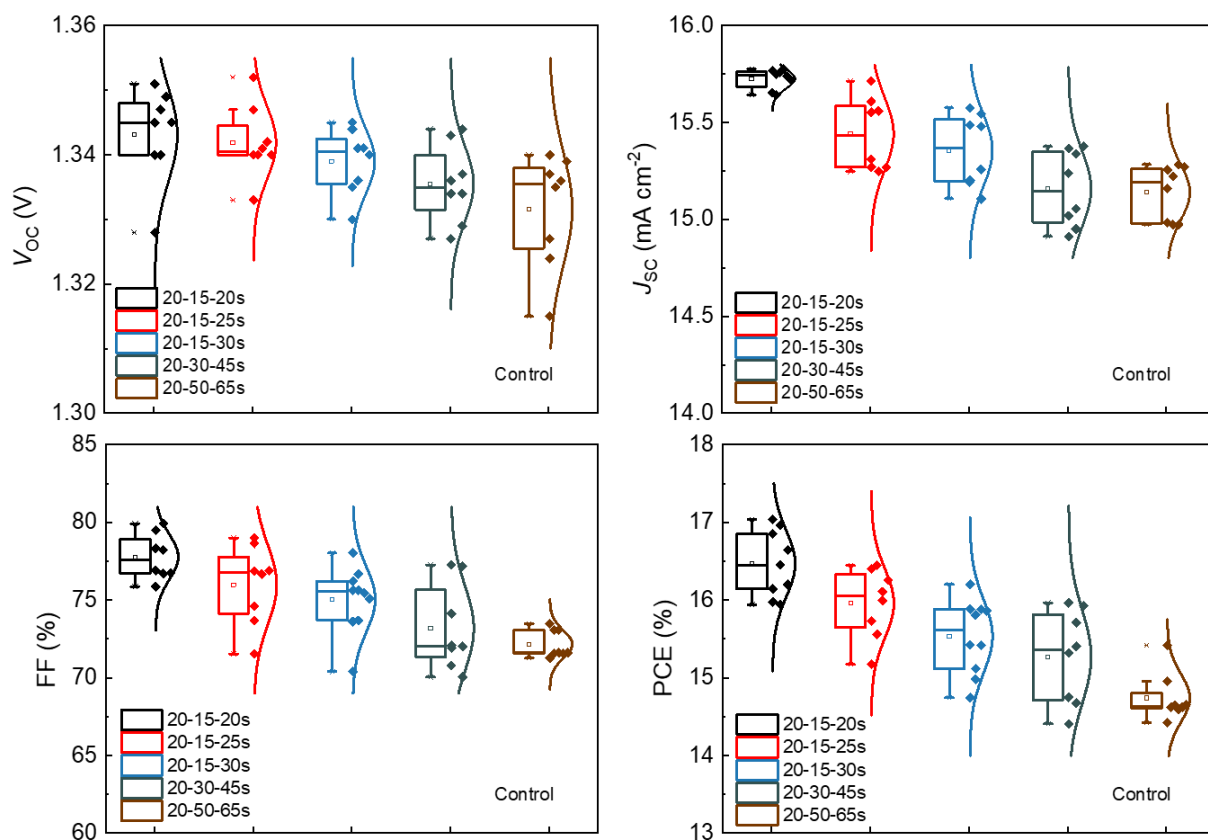 1.36
1.34
1.32
1.30
V_OC (V)
20-15-20s
20-15-25s
20-15-30s
20-30-45s
20-50-65s
Control
16.0
15.5
15.0
14.5
14.0
J_SC (mA cm⁻²)
20-15-20s
20-15-25s
20-15-30s
20-30-45s
20-50-65s
Control
85
80
75
70
65
60
FF (%)
20-15-20s
20-15-25s
20-15-30s
20-30-45s
20-50-65s
Control
18
17
16
15
14
13
PCE (%)
20-15-20s
20-15-25s
20-15-30s
20-30-45s
20-50-65s
Control